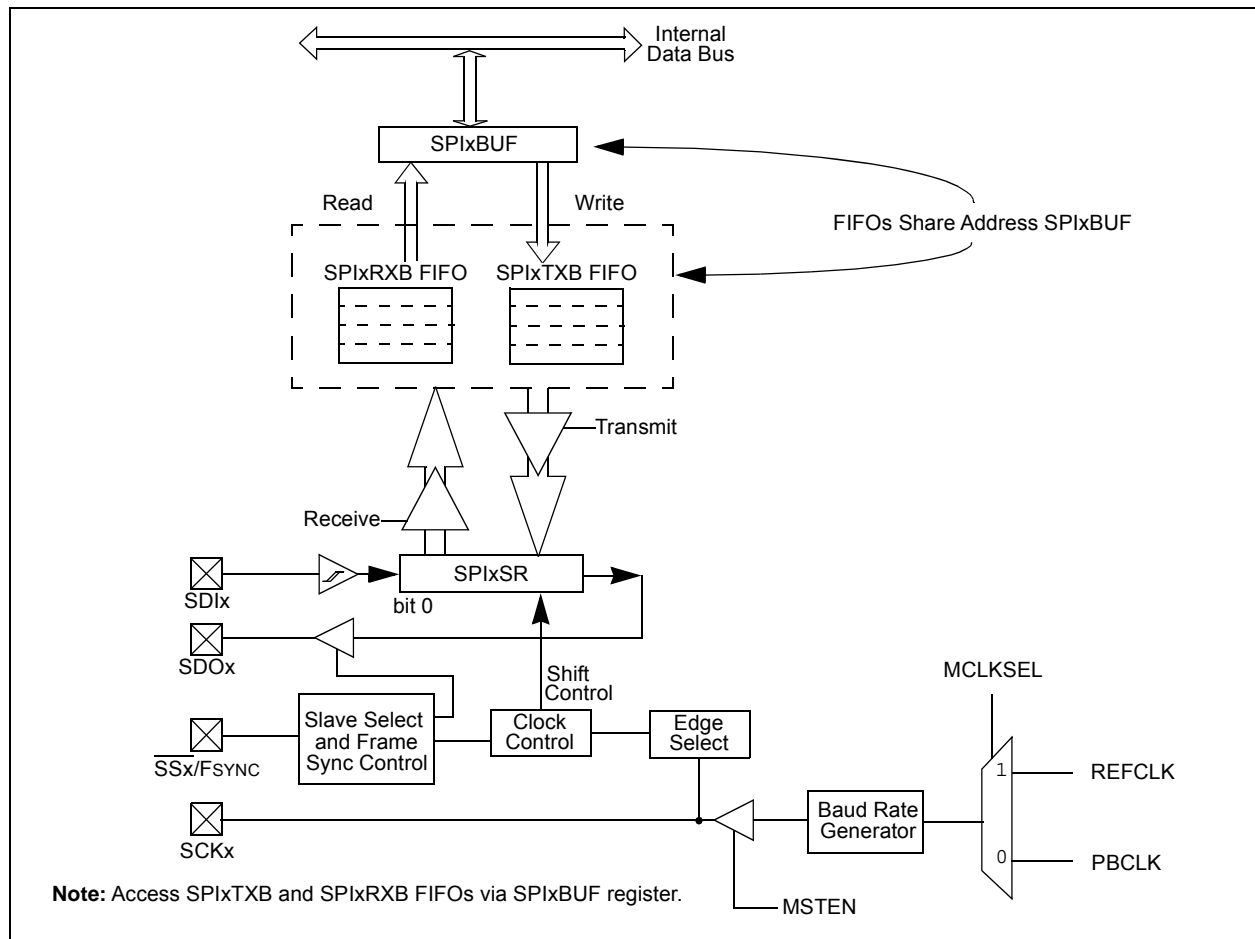 Internal
Data Bus
SPIxBUF
Read
Write
FIFOs Share Address SPIxBUF
SPIxRXB FIFO
SPIxTXB FIFO
Transmit
Receive
SPIxSR
SDIx
bit 0
SDOx
Shift
Control
MCLKSEL
Slave Select
and Frame
Sync Control
Clock
Control
Edge
Select
SSx/FSYNC
1
REFCLK
Baud Rate
Generator
SCKx
0
PBCLK
Note: Access SPIxTXB and SPIxRXB FIFOs via SPIxBUF register.
MSTEN